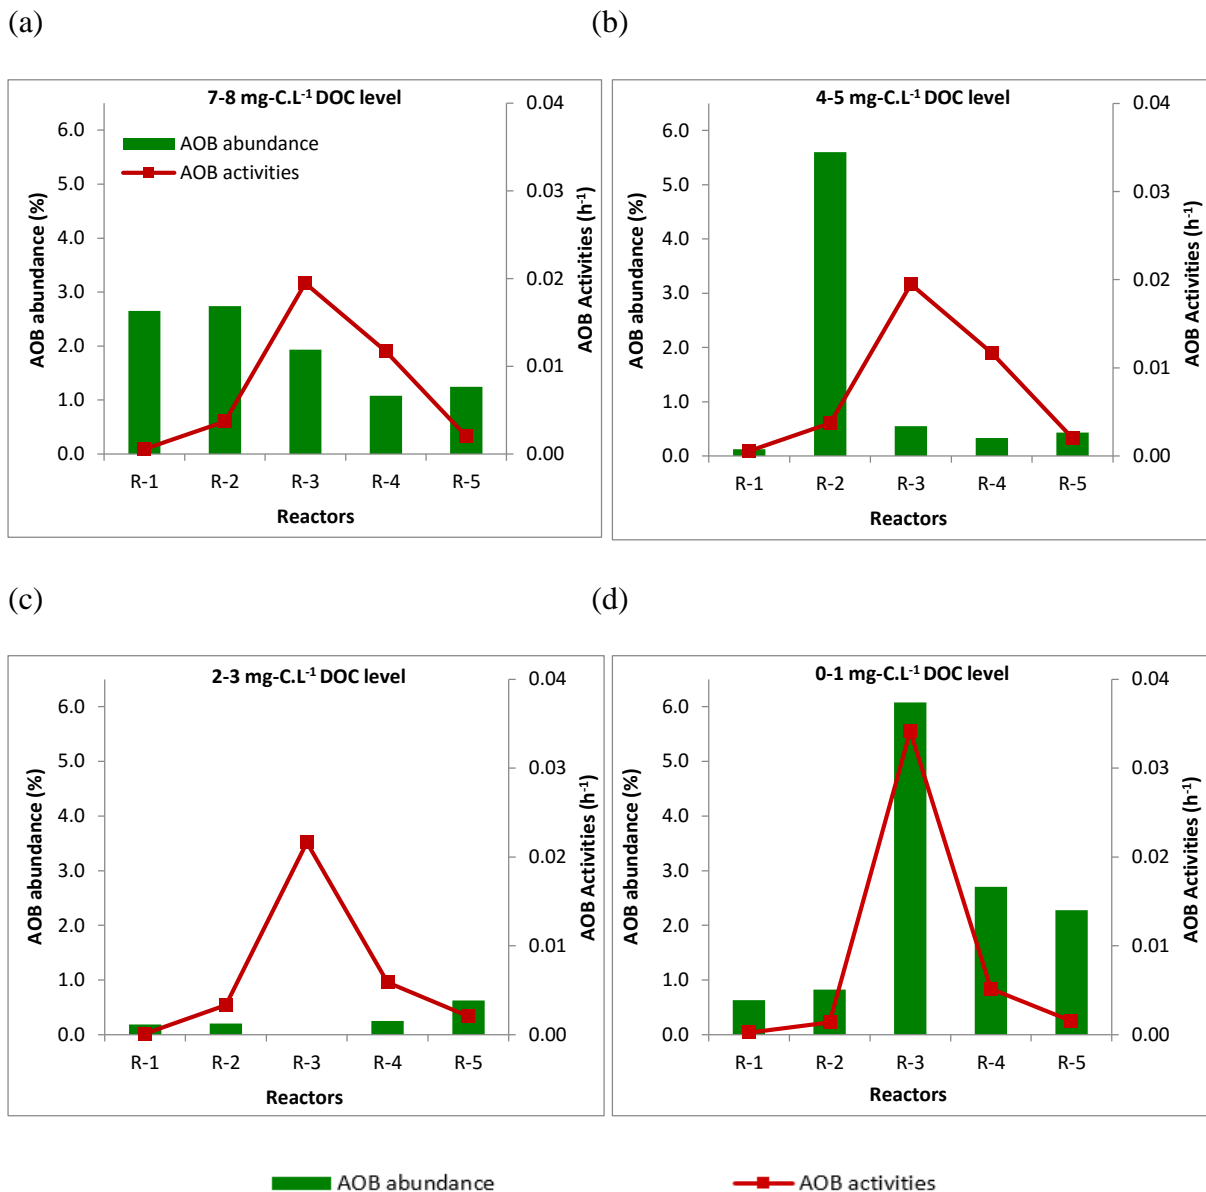 (a)
(b)
7-8 mg-C.L⁻¹ DOC level
AOB abundance
AOB activities
6.0
5.0
4.0
3.0
2.0
1.0
0.0
AOB abundance (%)
0.04
0.03
0.02
0.01
0.00
AOB Activities (h⁻¹)
R-1 R-2 R-3 R-4 R-5
Reactors
4-5 mg-C.L⁻¹ DOC level
6.0
5.0
4.0
3.0
2.0
1.0
0.0
AOB abundance (%)
0.04
0.03
0.02
0.01
0.00
AOB Activities (h⁻¹)
R-1 R-2 R-3 R-4 R-5
Reactors
(c)
(d)
2-3 mg-C.L⁻¹ DOC level
6.0
5.0
4.0
3.0
2.0
1.0
0.0
AOB abundance (%)
0.04
0.03
0.02
0.01
0.00
AOB Activities (h⁻¹)
R-1 R-2 R-3 R-4 R-5
Reactors
0-1 mg-C.L⁻¹ DOC level
6.0
5.0
4.0
3.0
2.0
1.0
0.0
AOB abundance (%)
0.04
0.03
0.02
0.01
0.00
AOB Activities (h⁻¹)
R-1 R-2 R-3 R-4 R-5
Reactors
AOB abundance
AOB activities